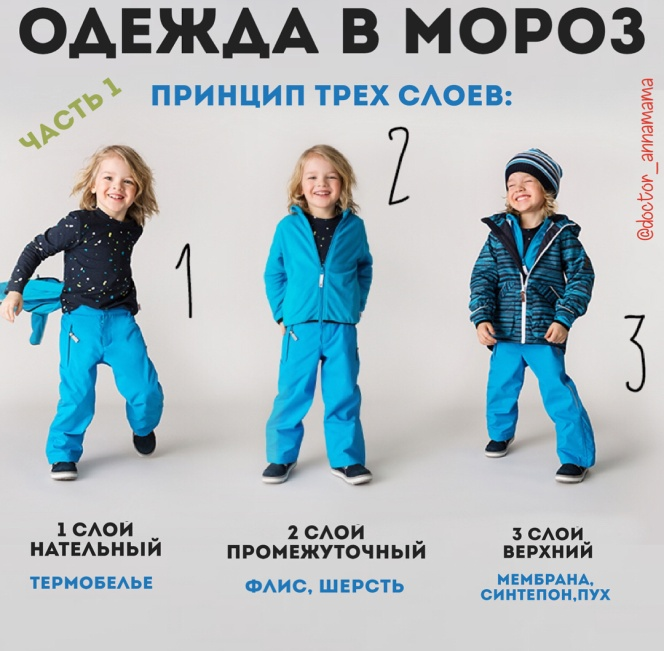 ОДЕЖДА В МОРОЗ
ЧАСТЬ 1
ПРИНЦИП ТРЕХ СЛОЕВ:
@doctor_annamama
1
2
3
1 СЛОЙ
НАТЕЛЬНЫЙ
ТЕРМОБЕЛЬЕ
2 СЛОЙ
ПРОМЕЖУТОЧНЫЙ
ФЛИС, ШЕРСТЬ
3 СЛОЙ
ВЕРХНИЙ
МЕМБРАНА,
СИНТЕПОН,ПУХ